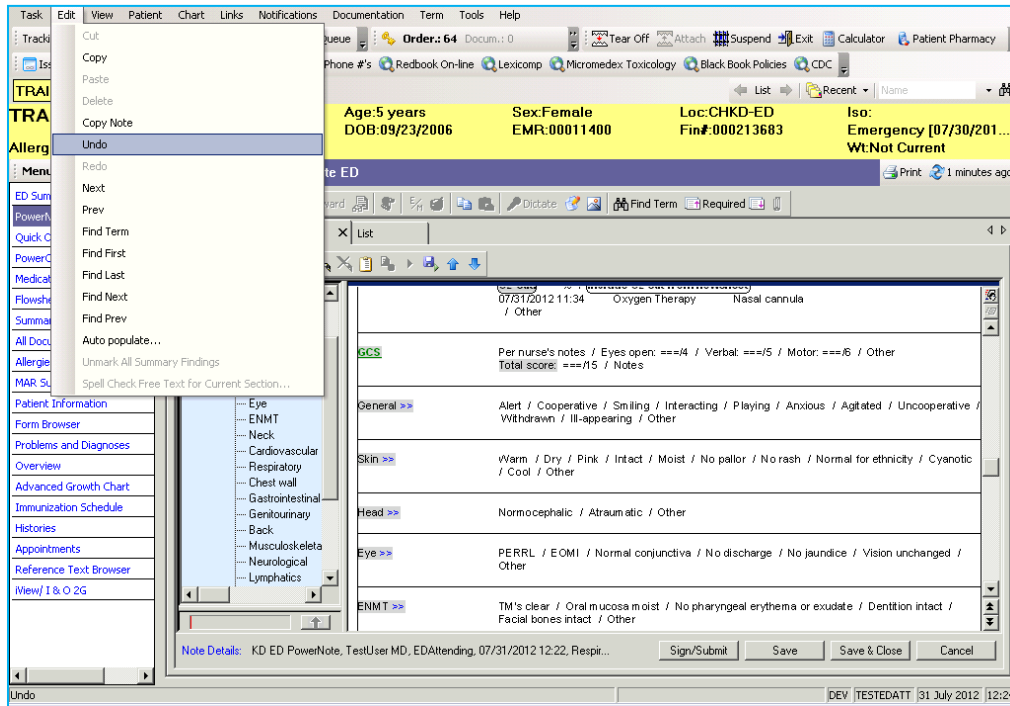 Task Edit View Patient Chart Links Notifications Documentation Term Tools Help
Tracki ueue Order.: 64 Docum.: 0 Tear Off Attach Suspend Exit Calculator Patient Pharmacy
Iss Phone #'s Redbook On-line Lexicomp Micromedex Toxicology Black Book Policies CDC
TRAI List Recent Name
TRA Age:5 years Sex:Female Loc:CHKD-ED Iso:
DOB:09/23/2006 EMR:00011400 Fin#:000213683 Emergency [07/30/201...
Allerg Wt:Not Current
Menu te ED Print 1 minutes ago
Cut
Copy
Paste
Delete
Copy Note
Undo
Redo
Next
Prev
Find Term
Find First
Find Last
Find Next
Find Prev
Auto populate...
Unmark All Summary Findings
Spell Check Free Text for Current Section...
ED Sum
PowerN
Quick O
PowerO
Medicat
Flowshe
Summar
All Docu
Allergie
MAR Su
Patient Information
Form Browser
Problems and Diagnoses
Overview
Advanced Growth Chart
Immunization Schedule
Histories
Appointments
Reference Text Browser
iView/ I & O 2G
ward E/M Dictate Find Term Required
List
Eye
ENMT
Neck
Cardiovascular
Respiratory
Chest wall
Gastrointestinal
Genitourinary
Back
Musculoskeleta
Neurological
Lymphatics
07/31/2012 11:34 Oxygen Therapy Nasal cannula
/ Other
GCS Per nurse's notes / Eyes open: ===/4 / Verbal: ===/5 / Motor: ===/6 / Other
Total score: ===/15 / Notes
General >> Alert / Cooperative / Smiling / Interacting / Playing / Anxious / Agitated / Uncooperative /
Withdrawn / Ill-appearing / Other
Skin >> Warm / Dry / Pink / Intact / Moist / No pallor / No rash / Normal for ethnicity / Cyanotic
/ Cool / Other
Head >> Normocephalic / Atraumatic / Other
Eye >> PERRL / EOMI / Normal conjunctiva / No discharge / No jaundice / Vision unchanged /
Other
ENMT >> TM's clear / Oral mucosa moist / No pharyngeal erythema or exudate / Dentition intact /
Facial bones intact / Other
Note Details: KD ED PowerNote, TestUser MD, EDAttending, 07/31/2012 12:22, Respir... Sign/Submit Save Save & Close Cancel
Undo DEV TESTEDATT 31 July 2012 12:2